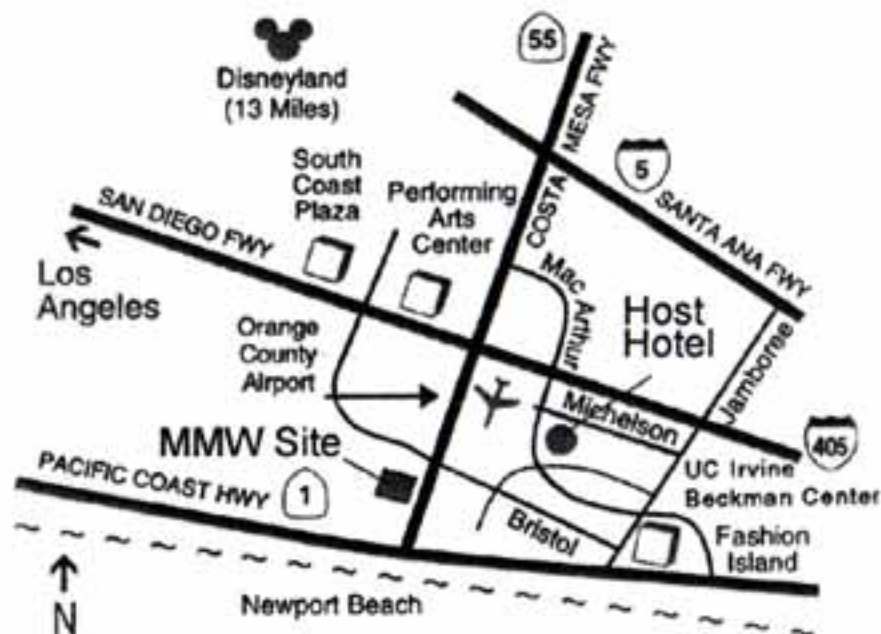 55
Disneyland
(13 Miles)
COSTA MESA FWY
5
SANTA ANA FWY
South
Coast
Plaza
Performing
Arts
Center
SAN DIEGO FWY
Los
Angeles
Mac Arthur
Host
Hotel
Orange
County
Airport
Jamboree
Michelson
405
MMW Site
UC Irvine
Beckman Center
PACIFIC COAST HWY
1
Bristol
Fashion
Island
Newport Beach
N